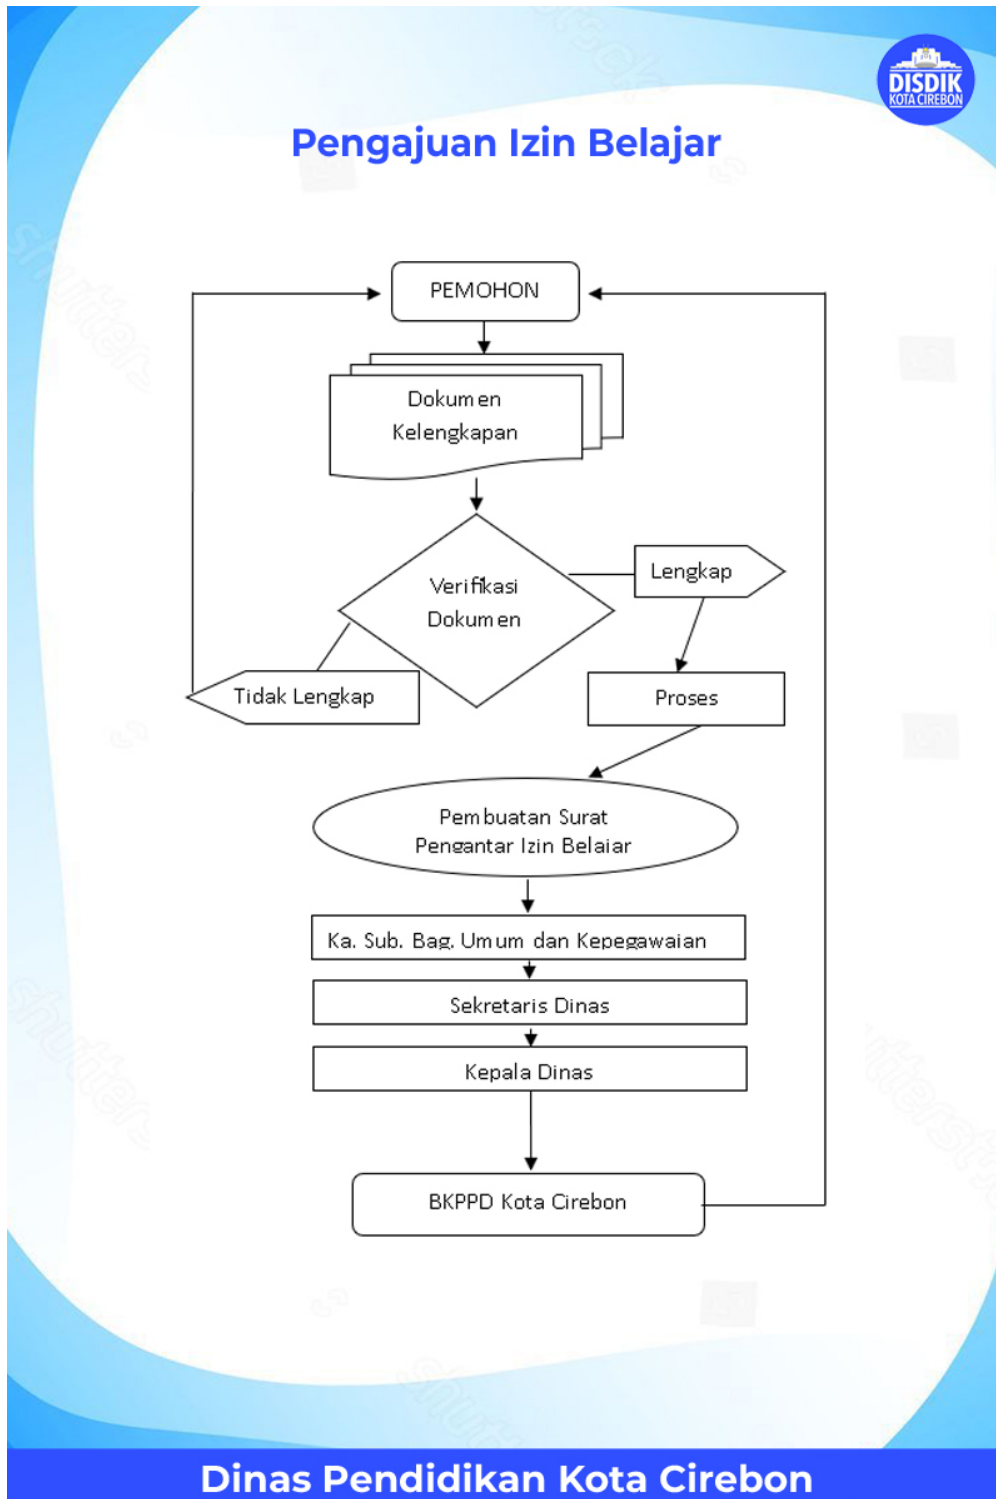 DISDIK
KOTA CIREBON
Pengajuan Izin Belajar
PEMOHON
Dokumen
Kelengkapan
Verifikasi
Dokumen
Lengkap
Tidak Lengkap
Proses
Pembuatan Surat
Pengantar Izin Belajar
Ka. Sub. Bag. Umum dan Kepegawaian
Sekretaris Dinas
Kepala Dinas
BKPPD Kota Cirebon
Dinas Pendidikan Kota Cirebon